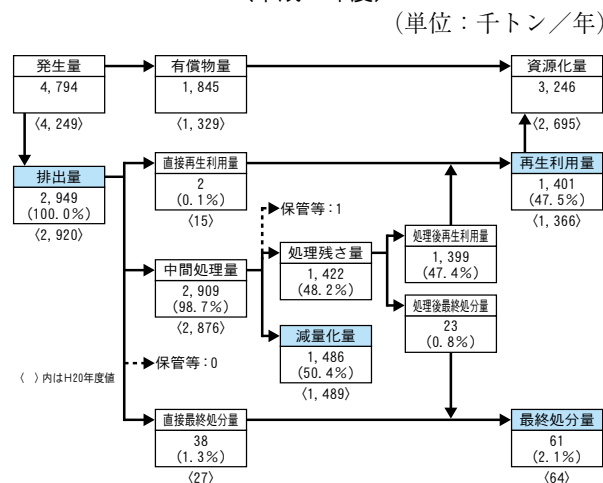 （単位：千トン／年）
発生量
4,794
〈4,249〉
有償物量
1,845
〈1,329〉
資源化量
3,246
〈2,695〉
排出量
2,949
(100.0%)
〈2,920〉
直接再生利用量
2
(0.1%)
〈15〉
再生利用量
1,401
(47.5%)
〈1,366〉
保管等：1
中間処理量
2,909
(98.7%)
〈2,876〉
処理残さ量
1,422
(48.2%)
処理後再生利用量
1,399
(47.4%)
処理後最終処分量
23
(0.8%)
減量化量
1,486
(50.4%)
〈1,489〉
保管等：0
〈　〉内はH20年度値
直接最終処分量
38
(1.3%)
〈27〉
最終処分量
61
(2.1%)
〈64〉